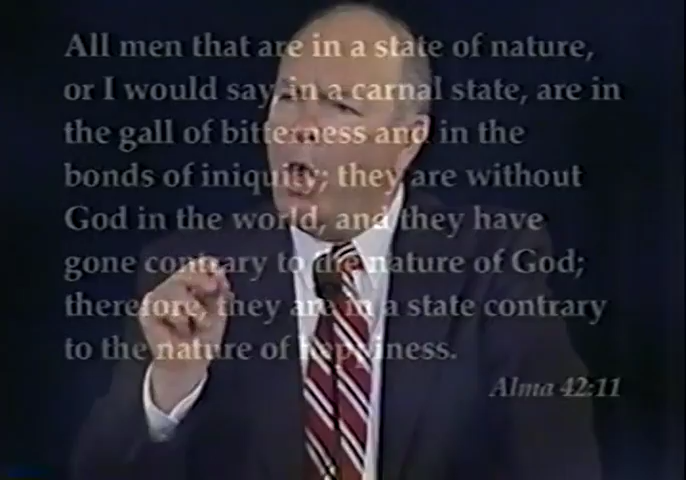 All men that are in a state of nature,
or I would say in a carnal state, are in
the gall of bitterness and in the
bonds of iniquity; they are without
God in the world, and they have
gone contrary to the nature of God;
therefore, they are in a state contrary
to the nature of happiness.
Alma 42:11